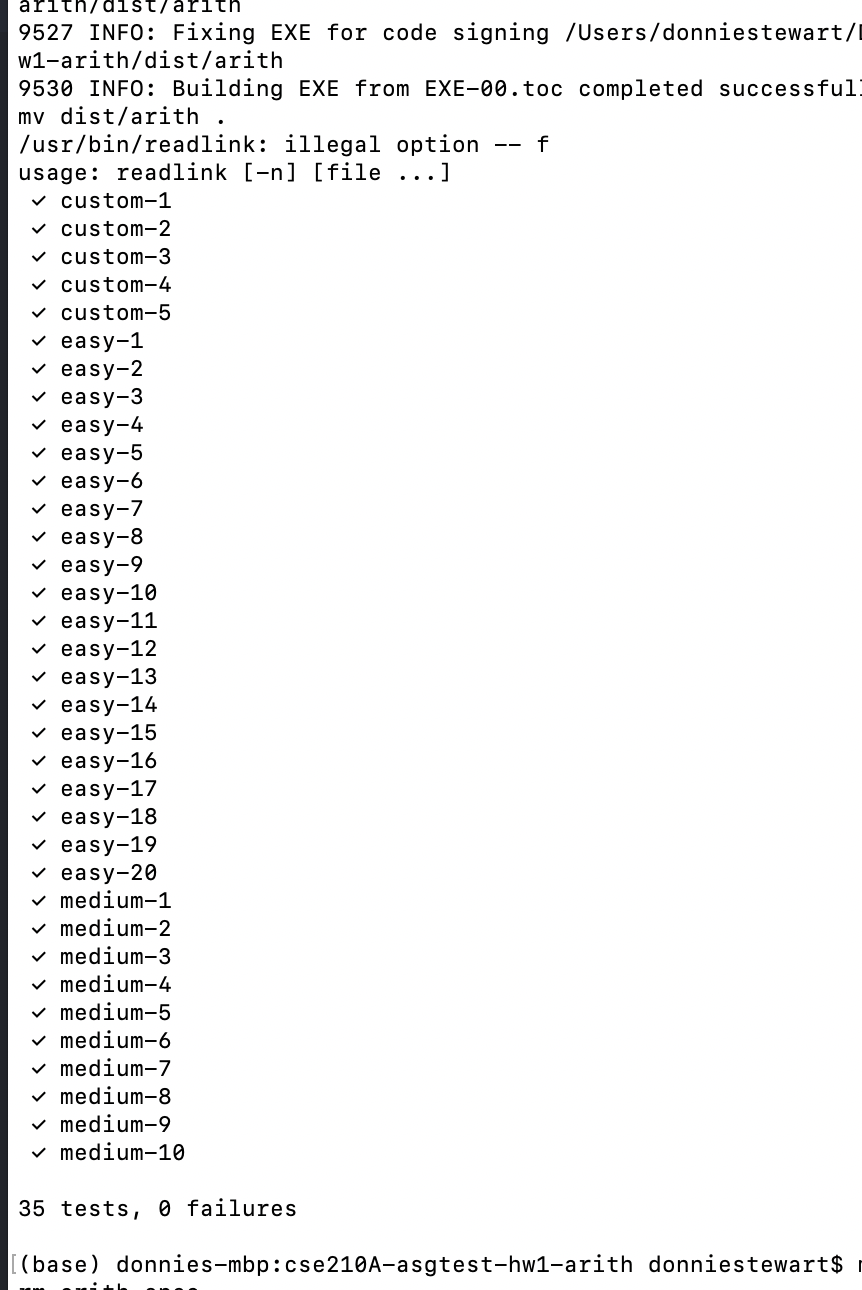 arith/dist/arith
9527 INFO: Fixing EXE for code signing /Users/donniestewart/
w1-arith/dist/arith
9530 INFO: Building EXE from EXE-00.toc completed successful
mv dist/arith .
/usr/bin/readlink: illegal option -- f
usage: readlink [-n] [file ...]
✓ custom-1
✓ custom-2
✓ custom-3
✓ custom-4
✓ custom-5
✓ easy-1
✓ easy-2
✓ easy-3
✓ easy-4
✓ easy-5
✓ easy-6
✓ easy-7
✓ easy-8
✓ easy-9
✓ easy-10
✓ easy-11
✓ easy-12
✓ easy-13
✓ easy-14
✓ easy-15
✓ easy-16
✓ easy-17
✓ easy-18
✓ easy-19
✓ easy-20
✓ medium-1
✓ medium-2
✓ medium-3
✓ medium-4
✓ medium-5
✓ medium-6
✓ medium-7
✓ medium-8
✓ medium-9
✓ medium-10
35 tests, 0 failures
[(base) donnies-mbp:cse210A-asgtest-hw1-arith donniestewart$
rm arith.spec